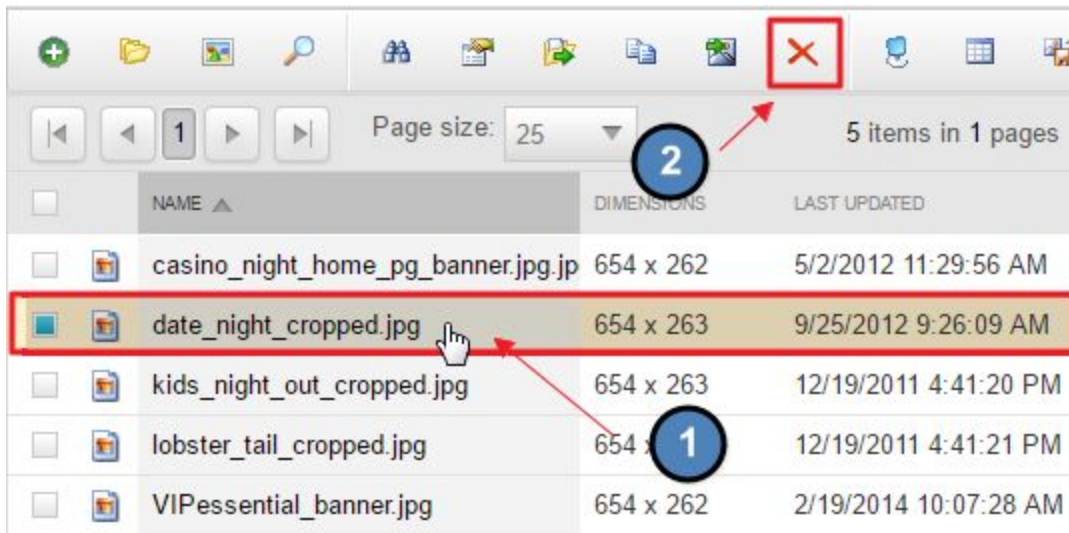 1 Page size: 25 5 items in 1 pages
2
NAME DIMENSIONS LAST UPDATED
casino_night_home_pg_banner.jpg.jp 654 x 262 5/2/2012 11:29:56 AM
date_night_cropped.jpg 654 x 263 9/25/2012 9:26:09 AM
kids_night_out_cropped.jpg 654 x 263 12/19/2011 4:41:20 PM
lobster_tail_cropped.jpg 654 x 12/19/2011 4:41:21 PM
1
VIPessential_banner.jpg 654 x 262 2/19/2014 10:07:28 AM